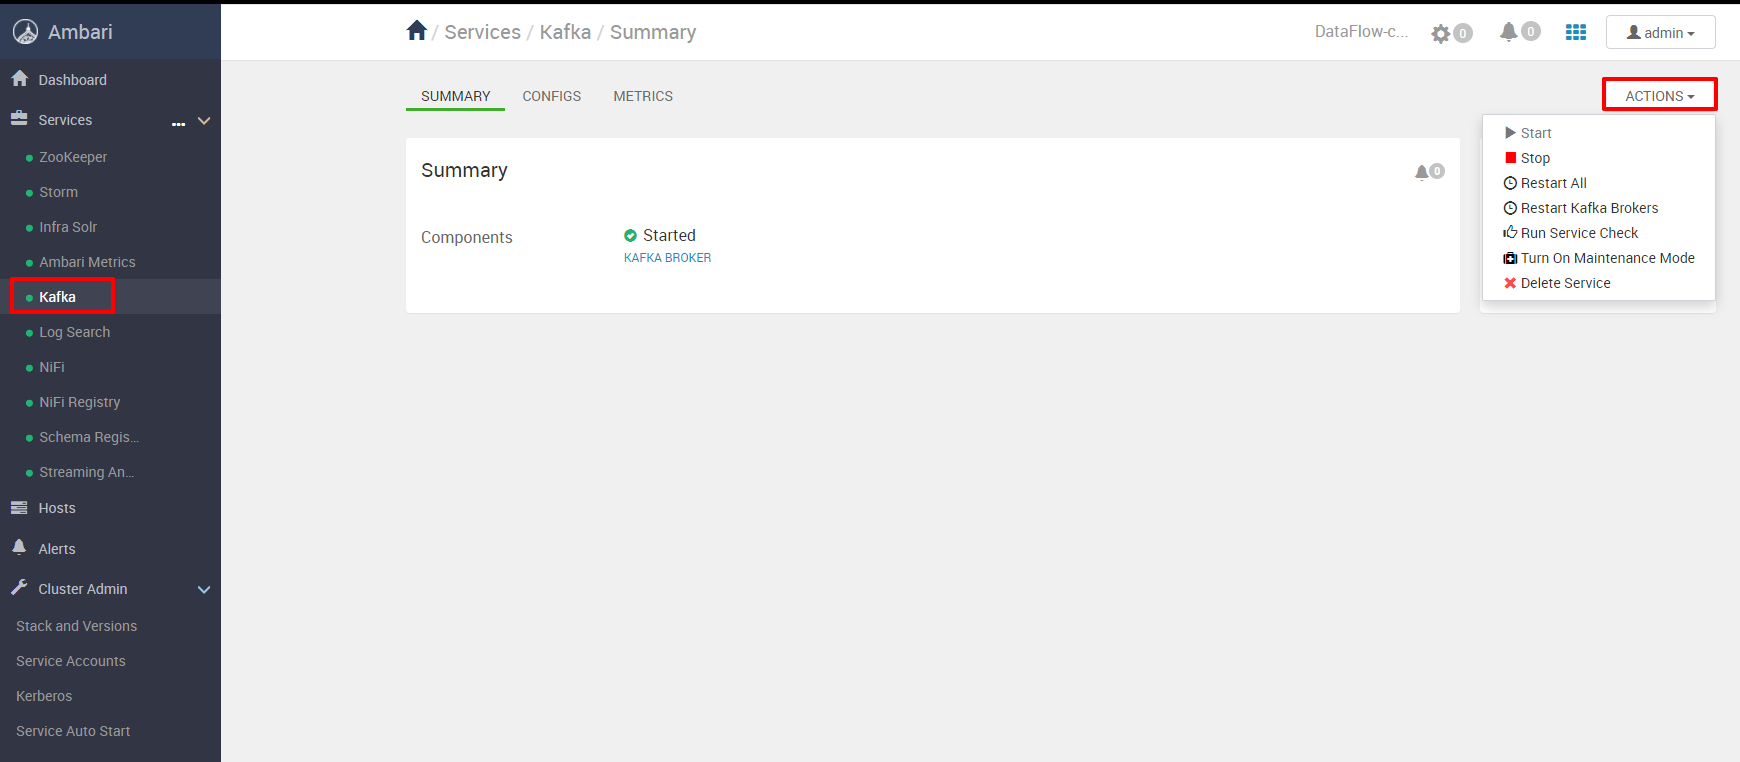 Ambari
Dashboard
Services
ZooKeeper
Storm
Infra Solr
Ambari Metrics
Kafka
Log Search
NiFi
NiFi Registry
Schema Regis...
Streaming An...
Hosts
Alerts
Cluster Admin
Stack and Versions
Service Accounts
Kerberos
Service Auto Start
/ Services / Kafka / Summary
DataFlow-c... 0 0 admin
SUMMARY CONFIGS METRICS
ACTIONS
Start
Stop
Restart All
Restart Kafka Brokers
Run Service Check
Turn On Maintenance Mode
Delete Service
Summary 0
Components Started
KAFKA BROKER